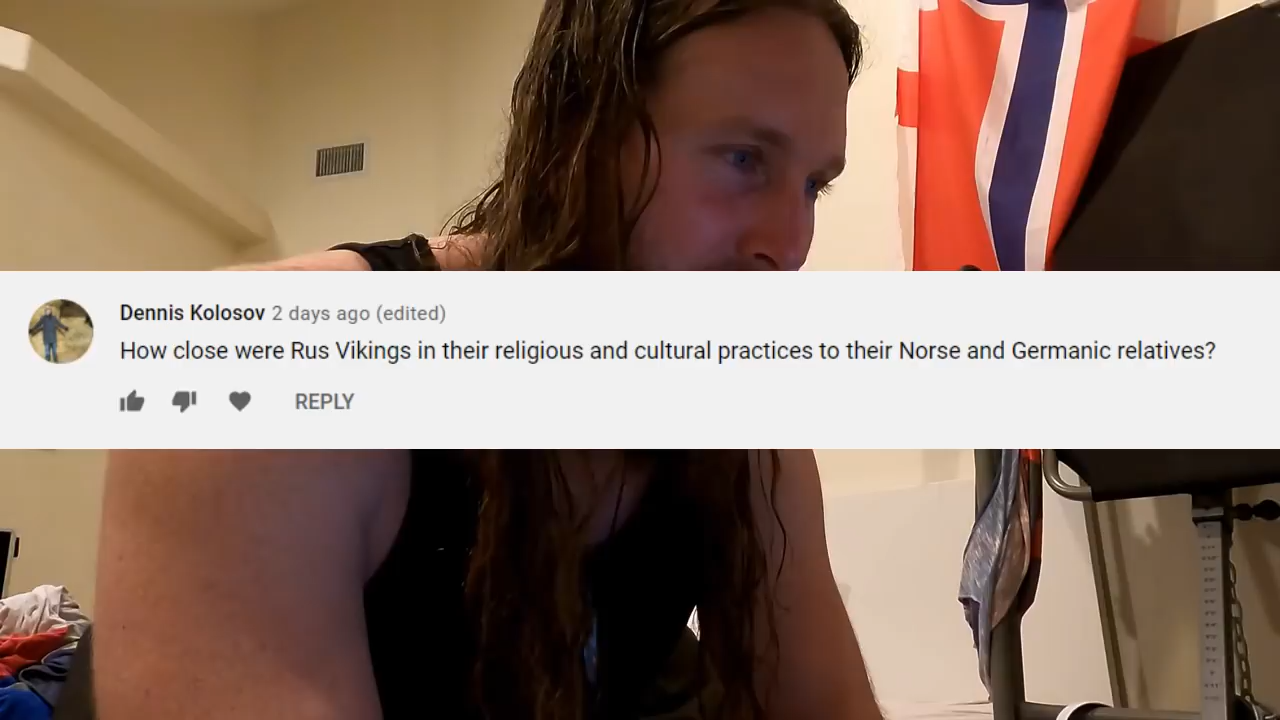 Dennis Kolosov 2 days ago (edited)
How close were Rus Vikings in their religious and cultural practices to their Norse and Germanic relatives?
REPLY